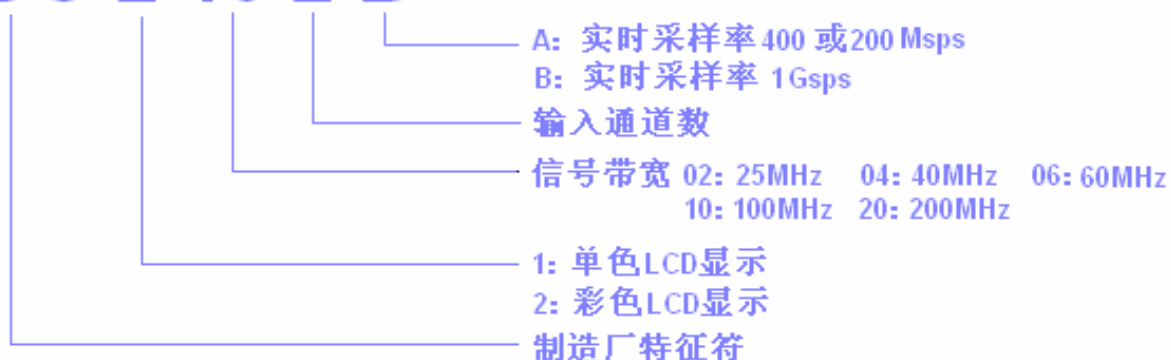 A: 实时采样率400 或200 Msps
B: 实时采样率 1Gsps
输入通道数
信号带宽 02: 25MHz 04: 40MHz 06: 60MHz
10: 100MHz 20: 200MHz
1: 单色LCD显示
2: 彩色LCD显示
制造厂特征符